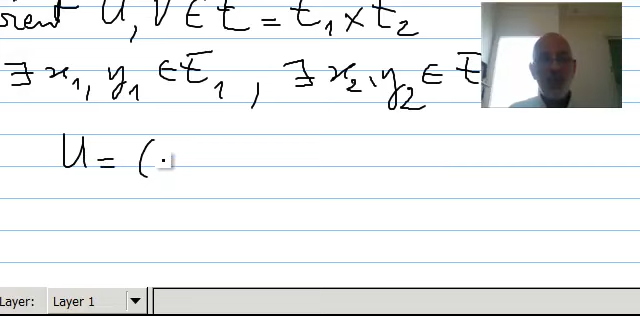 U, V ∈ E = E₁ × E₂
∃ x₁, y₁ ∈ E₁, ∃ x₂, y₂ ∈ E
U = (
Layer: Layer 1